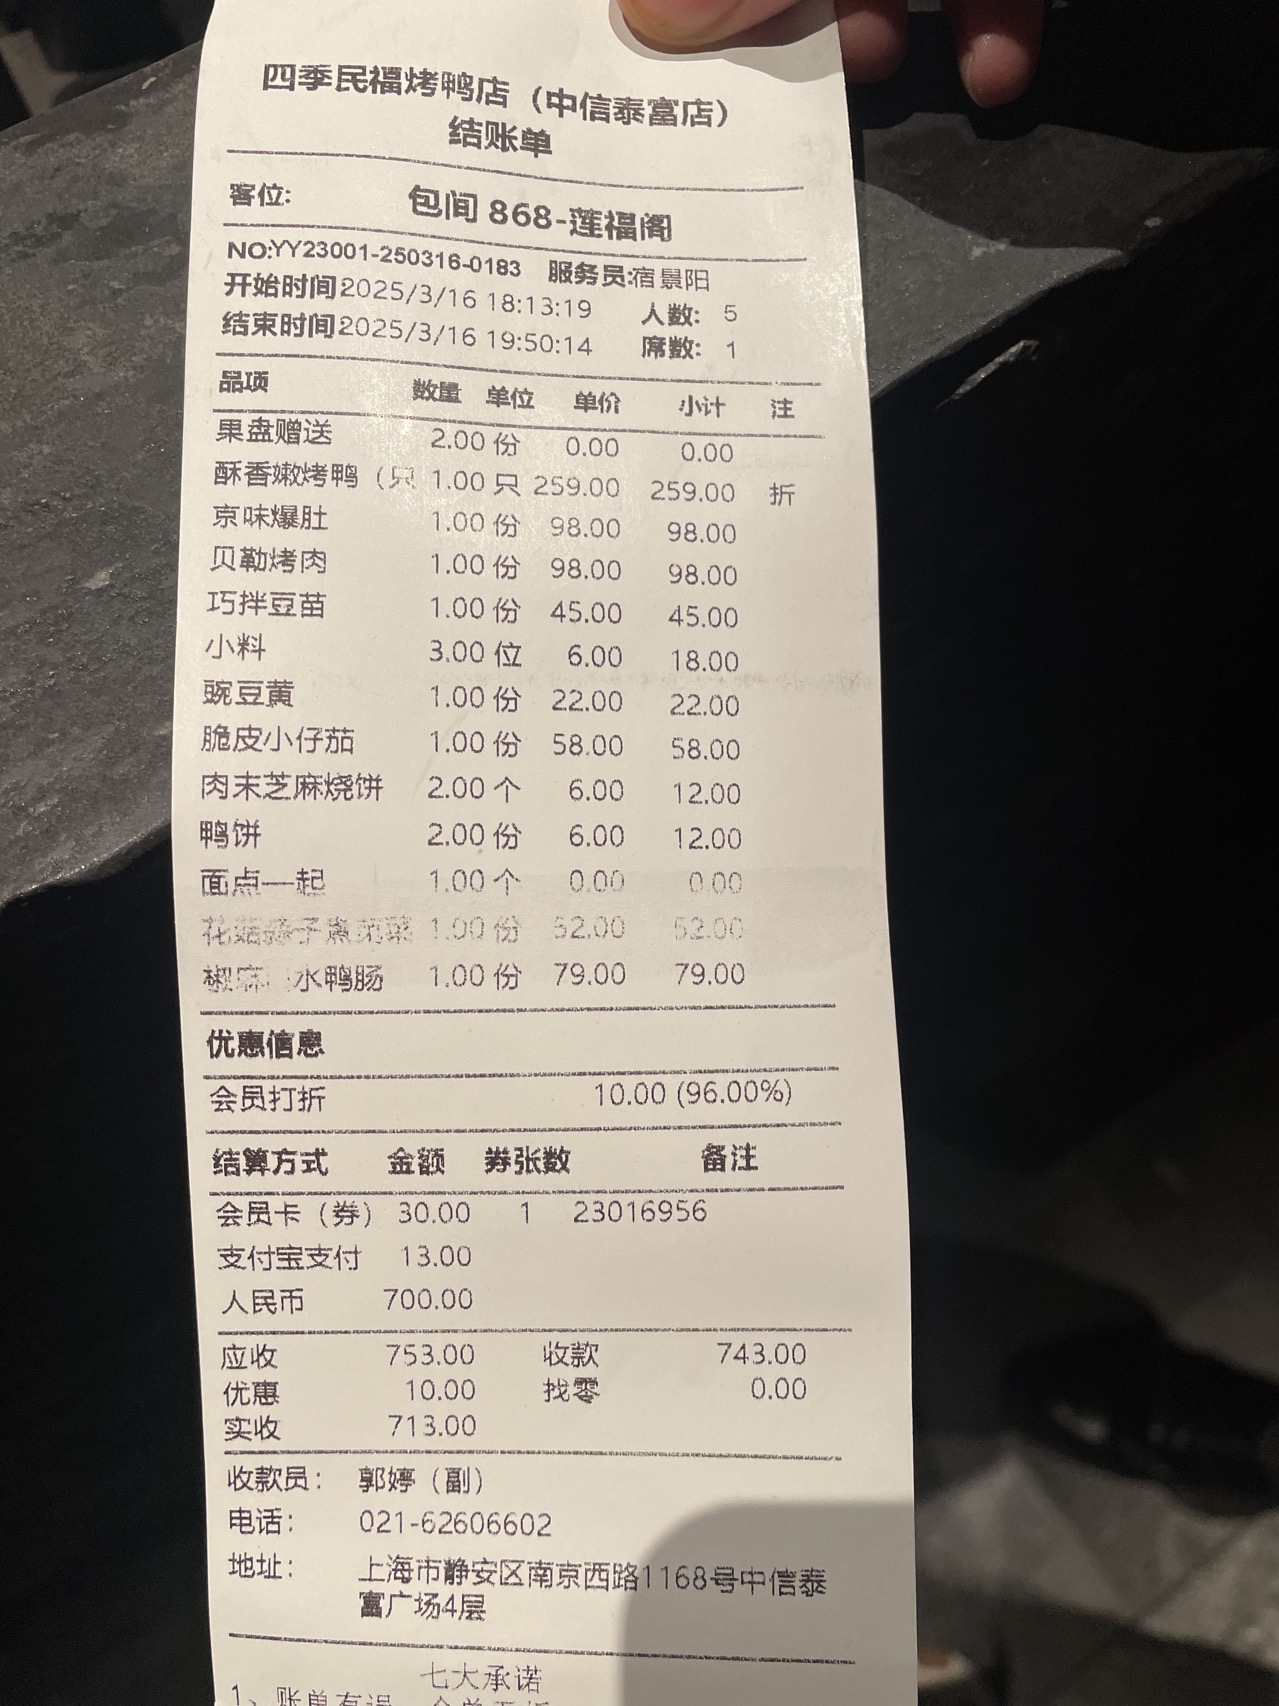 四季民福烤鸭店（中信泰富店）
结账单
客位: 包间 868-莲福阁
NO:YY23001-250316-0183 服务员:宿景阳
开始时间2025/3/16 18:13:19 人数: 5
结束时间2025/3/16 19:50:14 席数: 1
品项 数量 单位 单价 小计 注
果盘赠送 2.00 份 0.00 0.00
酥香嫩烤鸭（只 1.00 只 259.00 259.00 折
京味爆肚 1.00 份 98.00 98.00
贝勒烤肉 1.00 份 98.00 98.00
巧拌豆苗 1.00 份 45.00 45.00
小料 3.00 位 6.00 18.00
豌豆黄 1.00 份 22.00 22.00
脆皮小仔茄 1.00 份 58.00 58.00
肉末芝麻烧饼 2.00 个 6.00 12.00
鸭饼 2.00 份 6.00 12.00
面点一起 1.00 个 0.00 0.00
1.00 份 52.00 52.00
椒麻 水鸭肠 1.00 份 79.00 79.00
优惠信息
会员打折 10.00 (96.00%)
结算方式 金额 券张数 备注
会员卡（券） 30.00 1 23016956
支付宝支付 13.00
人民币 700.00
应收 753.00 收款 743.00
优惠 10.00 找零 0.00
实收 713.00
收款员: 郭婷（副）
电话: 021-62606602
地址: 上海市静安区南京西路1168号中信泰
富广场4层
七大承诺
1、账单有误